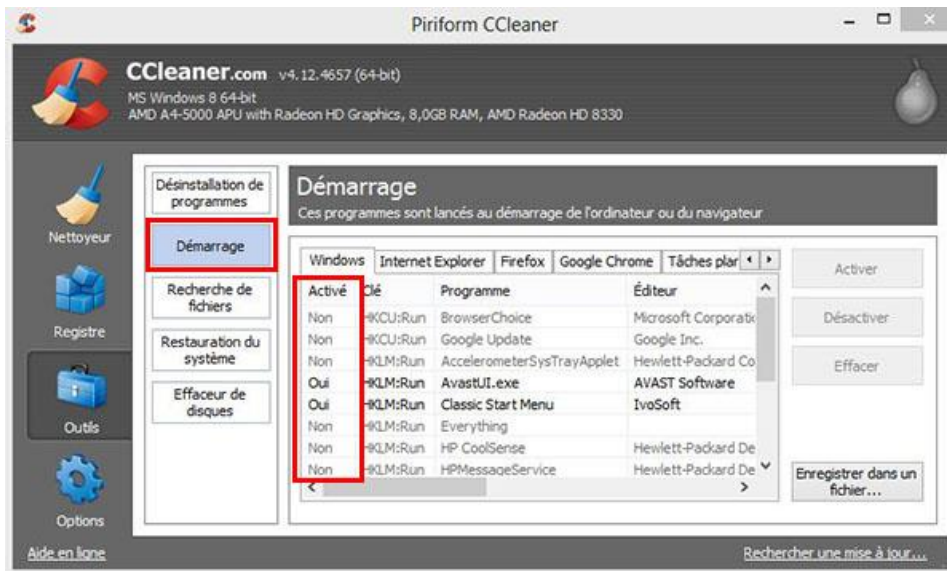 Piriform CCleaner
CCleaner.com v4.12.4657 (64-bit)
MS Windows 8 64-bit
AMD A4-5000 APU with Radeon HD Graphics, 8,0GB RAM, AMD Radeon HD 8330
Nettoyeur
Registre
Outils
Options
Désinstallation de
programmes
Démarrage
Recherche de
fichiers
Restauration du
système
Effaceur de
disques
Démarrage
Ces programmes sont lancés au démarrage de l'ordinateur ou du navigateur
Windows Internet Explorer Firefox Google Chrome Tâches plan
Activé Clé Programme Éditeur
Non HKCU:Run BrowserChoice Microsoft Corporatic
Non HKCU:Run Google Update Google Inc.
Non HKLM:Run AccelerometerSysTrayApplet Hewlett-Packard Co
Oui HKLM:Run AvastUI.exe AVAST Software
Oui HKLM:Run Classic Start Menu IvoSoft
Non HKLM:Run Everything
Non HKLM:Run HP CoolSense Hewlett-Packard De
Non HKLM:Run HPMessageService Hewlett-Packard De
Activer
Désactiver
Effacer
Enregistrer dans un
fichier...
Aide en ligne
Rechercher une mise à jour...